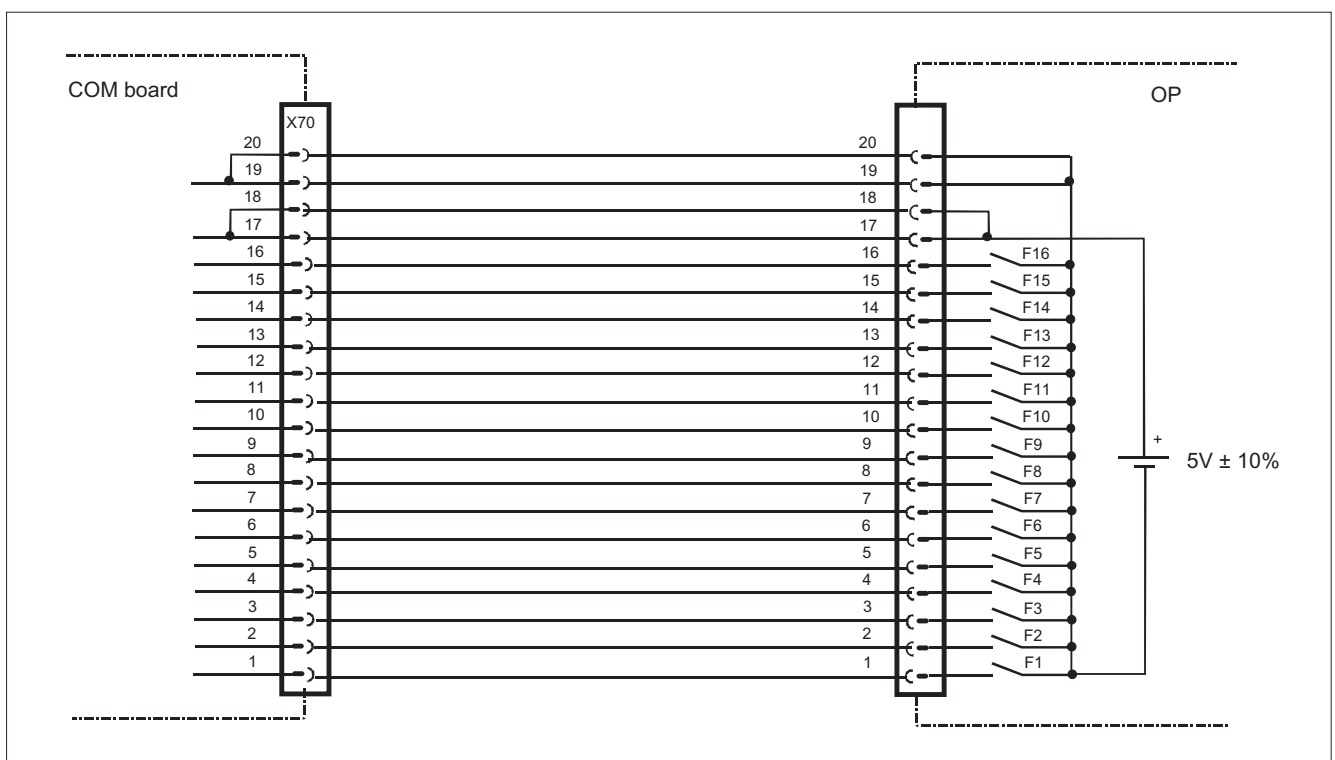 COM board
OP
X70
20 20
19 19
18 18
17 17
16 16 F16
15 15 F15
14 14 F14
13 13 F13
12 12 F12
11 11 F11
10 10 F10
9 9 F9
+
5V ± 10%
8 8 F8
7 7 F7
6 6 F6
5 5 F5
4 4 F4
3 3 F3
2 2 F2
1 1 F1